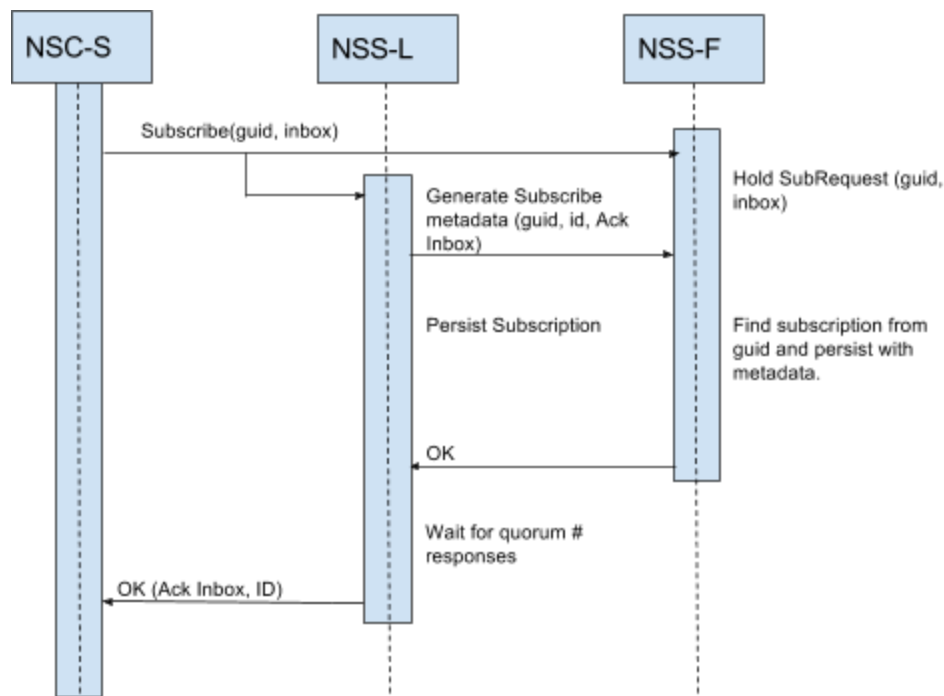 NSC-S
NSS-L
NSS-F
Subscribe(guid, inbox)
Hold SubRequest (guid,
inbox)
Generate Subscribe
metadata (guid, id, Ack
Inbox)
Persist Subscription
Find subscription from
guid and persist with
metadata.
OK
Wait for quorum #
responses
OK (Ack Inbox, ID)